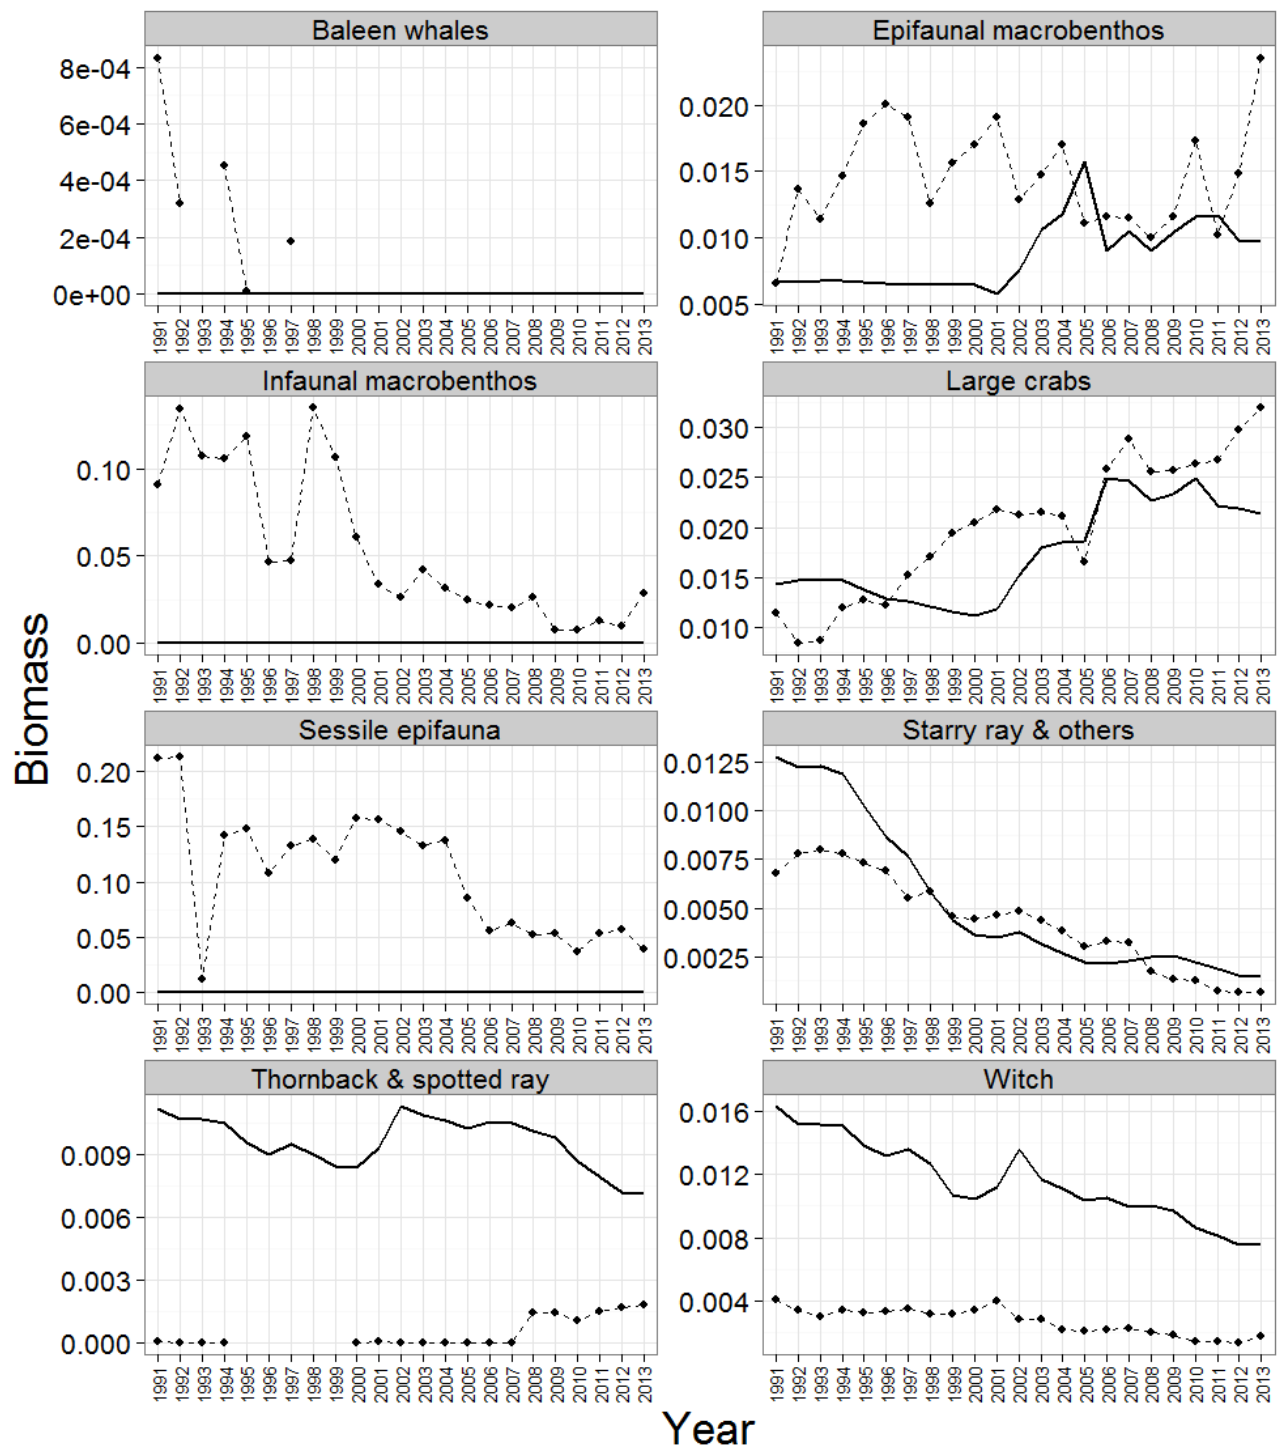 Baleen whales
8e-04
6e-04
4e-04
2e-04
0e+00
1991 1992 1993 1994 1995 1996 1997 1998 1999 2000 2001 2002 2003 2004 2005 2006 2007 2008 2009 2010 2011 2012 2013
Epifaunal macrobenthos
0.020
0.015
0.010
0.005
1991 1992 1993 1994 1995 1996 1997 1998 1999 2000 2001 2002 2003 2004 2005 2006 2007 2008 2009 2010 2011 2012 2013
Infaunal macrobenthos
0.10
0.05
0.00
1991 1992 1993 1994 1995 1996 1997 1998 1999 2000 2001 2002 2003 2004 2005 2006 2007 2008 2009 2010 2011 2012 2013
Large crabs
0.030
0.025
0.020
0.015
0.010
1991 1992 1993 1994 1995 1996 1997 1998 1999 2000 2001 2002 2003 2004 2005 2006 2007 2008 2009 2010 2011 2012 2013
Biomass
Sessile epifauna
0.20
0.15
0.10
0.05
0.00
1991 1992 1993 1994 1995 1996 1997 1998 1999 2000 2001 2002 2003 2004 2005 2006 2007 2008 2009 2010 2011 2012 2013
Starry ray & others
0.0125
0.0100
0.0075
0.0050
0.0025
1991 1992 1993 1994 1995 1996 1997 1998 1999 2000 2001 2002 2003 2004 2005 2006 2007 2008 2009 2010 2011 2012 2013
Thornback & spotted ray
0.009
0.006
0.003
0.000
1991 1992 1993 1994 1995 1996 1997 1998 1999 2000 2001 2002 2003 2004 2005 2006 2007 2008 2009 2010 2011 2012 2013
Witch
0.016
0.012
0.008
0.004
1991 1992 1993 1994 1995 1996 1997 1998 1999 2000 2001 2002 2003 2004 2005 2006 2007 2008 2009 2010 2011 2012 2013
Year